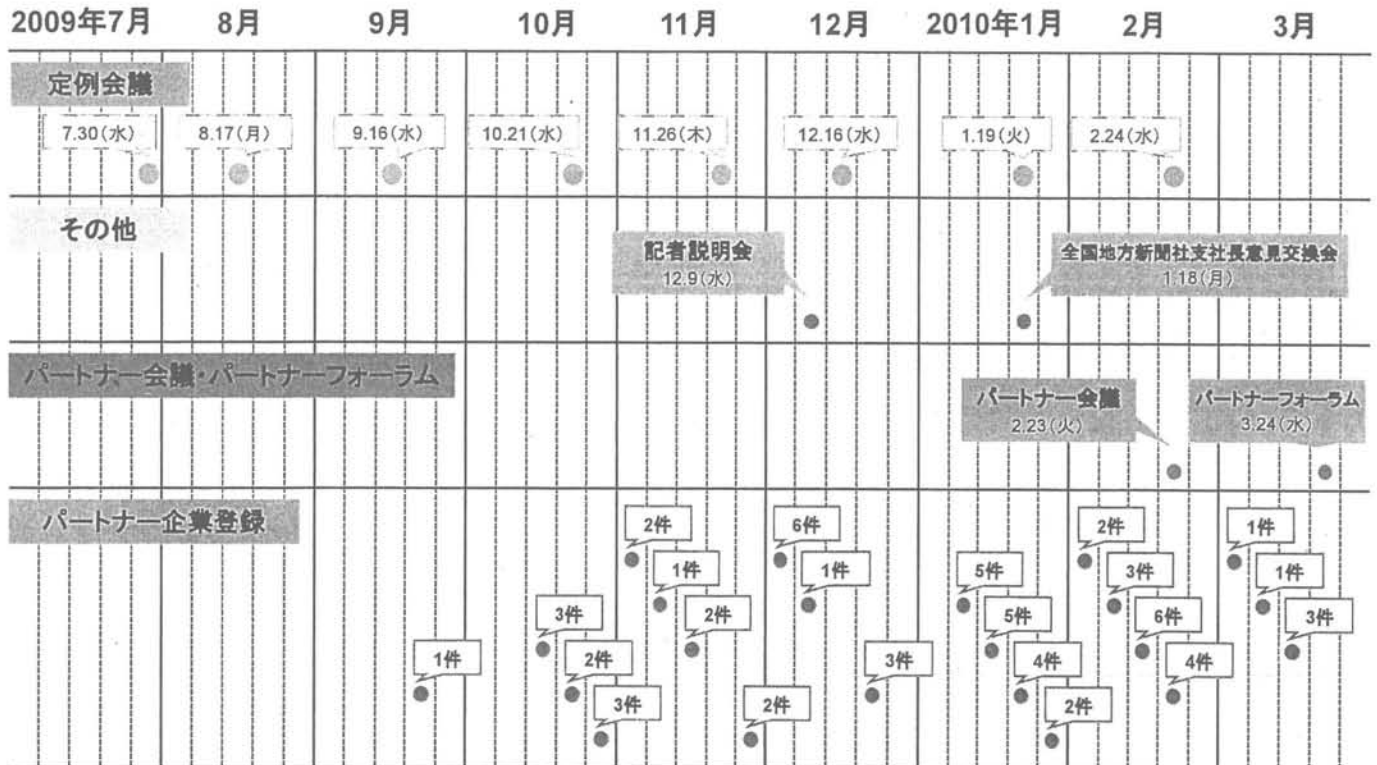 2009年7月 8月 9月 10月 11月 12月 2010年1月 2月 3月
定例会議
7.30(水) 8.17(月) 9.16(水) 10.21(水) 11.26(木) 12.16(水) 1.19(火) 2.24(水)
その他
記者説明会
12.9(水)
全国地方新聞社支社長意見交換会
1.18(月)
パートナー会議・パートナーフォーラム
パートナー会議
2.23(火)
パートナーフォーラム
3.24(水)
パートナー企業登録
2件 6件 2件 1件
1件 1件 5件 3件 1件
3件 2件 5件 6件 3件
1件 2件 3件 4件 4件
3件 2件 2件